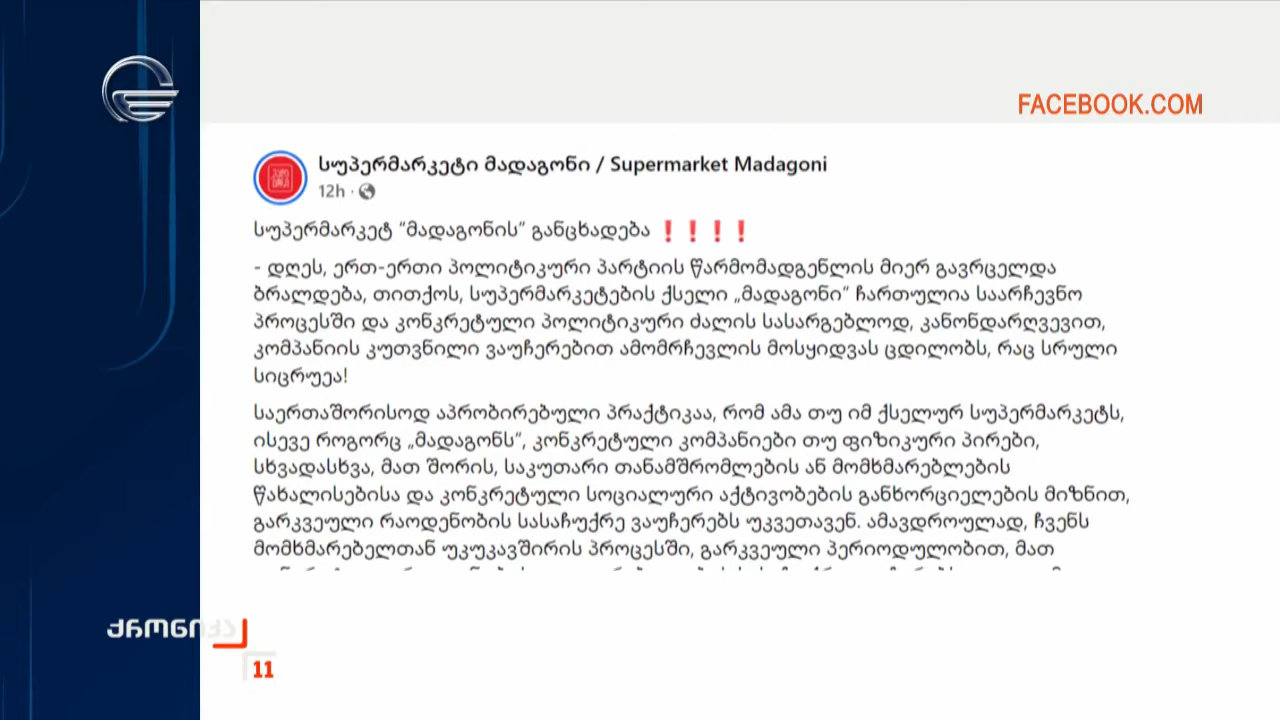 FACEBOOK.COM
სუპერმარკეტი მადაგონი / Supermarket Madagoni
12h ·
სუპერმარკეტ “მადაგონის” განცხადება ❗❗❗❗
- დღეს, ერთ-ერთი პოლიტიკური პარტიის წარმომადგენლის მიერ გავრცელდა
ბრალდება, თითქოს, სუპერმარკეტების ქსელი „მადაგონი“ ჩართულია საარჩევნო
პროცესში და კონკრეტული პოლიტიკური ძალის სასარგებლოდ, კანონდარღვევით,
კომპანიის კუთვნილი ვაუჩერებით ამომრჩევლის მოსყიდვას ცდილობს, რაც სრული
სიცრუეა!
საერთაშორისოდ აპრობირებული პრაქტიკაა, რომ ამა თუ იმ ქსელურ სუპერმარკეტს,
ისევე როგორც „მადაგონს“, კონკრეტული კომპანიები თუ ფიზიკური პირები,
სხვადასხვა, მათ შორის, საკუთარი თანამშრომლების ან მომხმარებლების
წახალისებისა და კონკრეტული სოციალური აქტივობების განხორციელების მიზნით,
გარკვეული რაოდენობის სასაჩუქრე ვაუჩერებს უკვეთავენ. ამავდროულად, ჩვენს
მომხმარებელთან უკუკავშირის პროცესში, გარკვეული პერიოდულობით, მათ
ქრონიკა
11